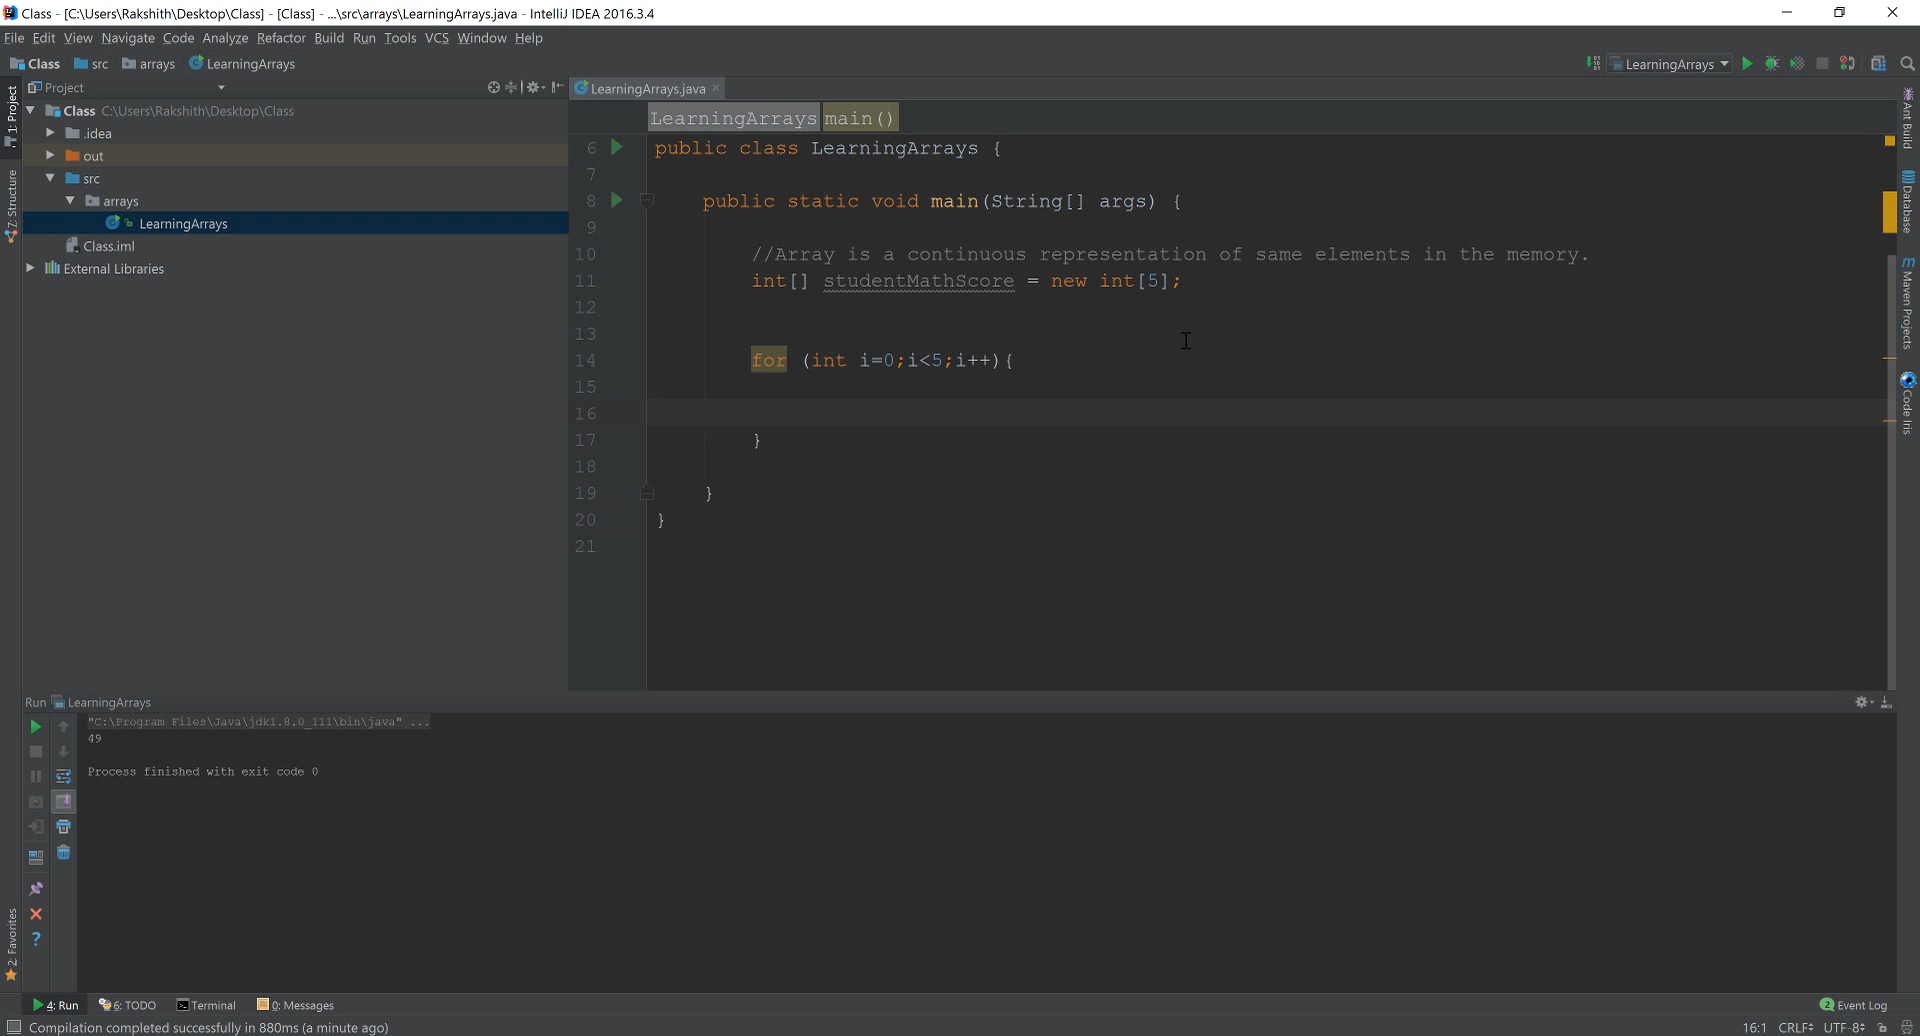 Class - [C:\Users\Rakshith\Desktop\Class] - [Class] - ...\src\arrays\LearningArrays.java - IntelliJ IDEA 2016.3.4
File Edit View Navigate Code Analyze Refactor Build Run Tools VCS Window Help
Class src arrays LearningArrays
LearningArrays
Project
LearningArrays.java
1: Project
Z: Structure
2: Favorites
Class C:\Users\Rakshith\Desktop\Class
.idea
out
src
arrays
LearningArrays
Class.iml
External Libraries
LearningArrays main()
6 public class LearningArrays {
7
8 public static void main(String[] args) {
9
10 //Array is a continuous representation of same elements in the memory.
11 int[] studentMathScore = new int[5];
12
13
14 for (int i=0;i<5;i++){
15
16
17 }
18
19 }
20 }
21
Ant Build
Database
Maven Projects
Code Iris
Run LearningArrays
"C:\Program Files\Java\jdk1.8.0_111\bin\java" ...
49
Process finished with exit code 0
4: Run 6: TODO Terminal 0: Messages
2 Event Log
Compilation completed successfully in 880ms (a minute ago)
16:1 CRLF UTF-8